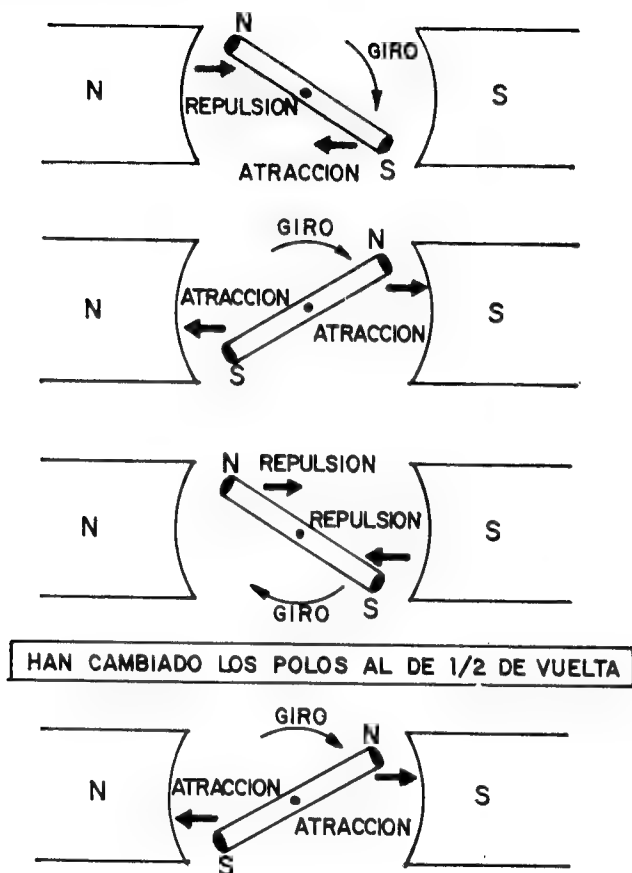 N
GIRO
N
S
REPULSION
ATRACCION
S
GIRO
N
N
ATRACCION
S
ATRACCION
S
N
REPULSION
N
REPULSION
S
GIRO
S
HAN CAMBIADO LOS POLOS AL DE 1/2 DE VUELTA
GIRO
N
N
ATRACCION
S
ATRACCION
S